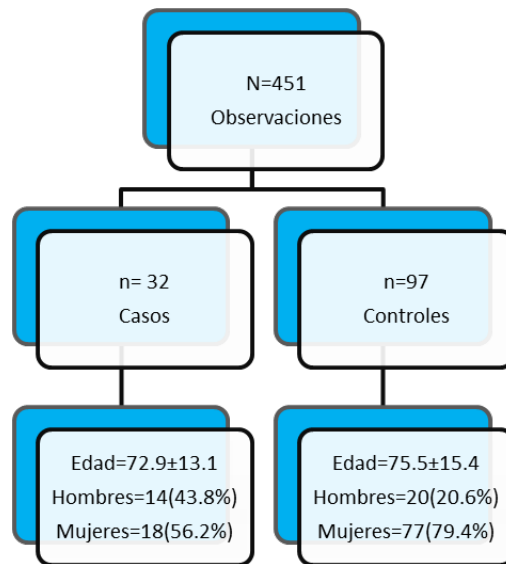 N=451
Observaciones
n= 32
Casos
n=97
Controles
Edad=72.9±13.1
Hombres=14(43.8%)
Mujeres=18(56.2%)
Edad=75.5±15.4
Hombres=20(20.6%)
Mujeres=77(79.4%)